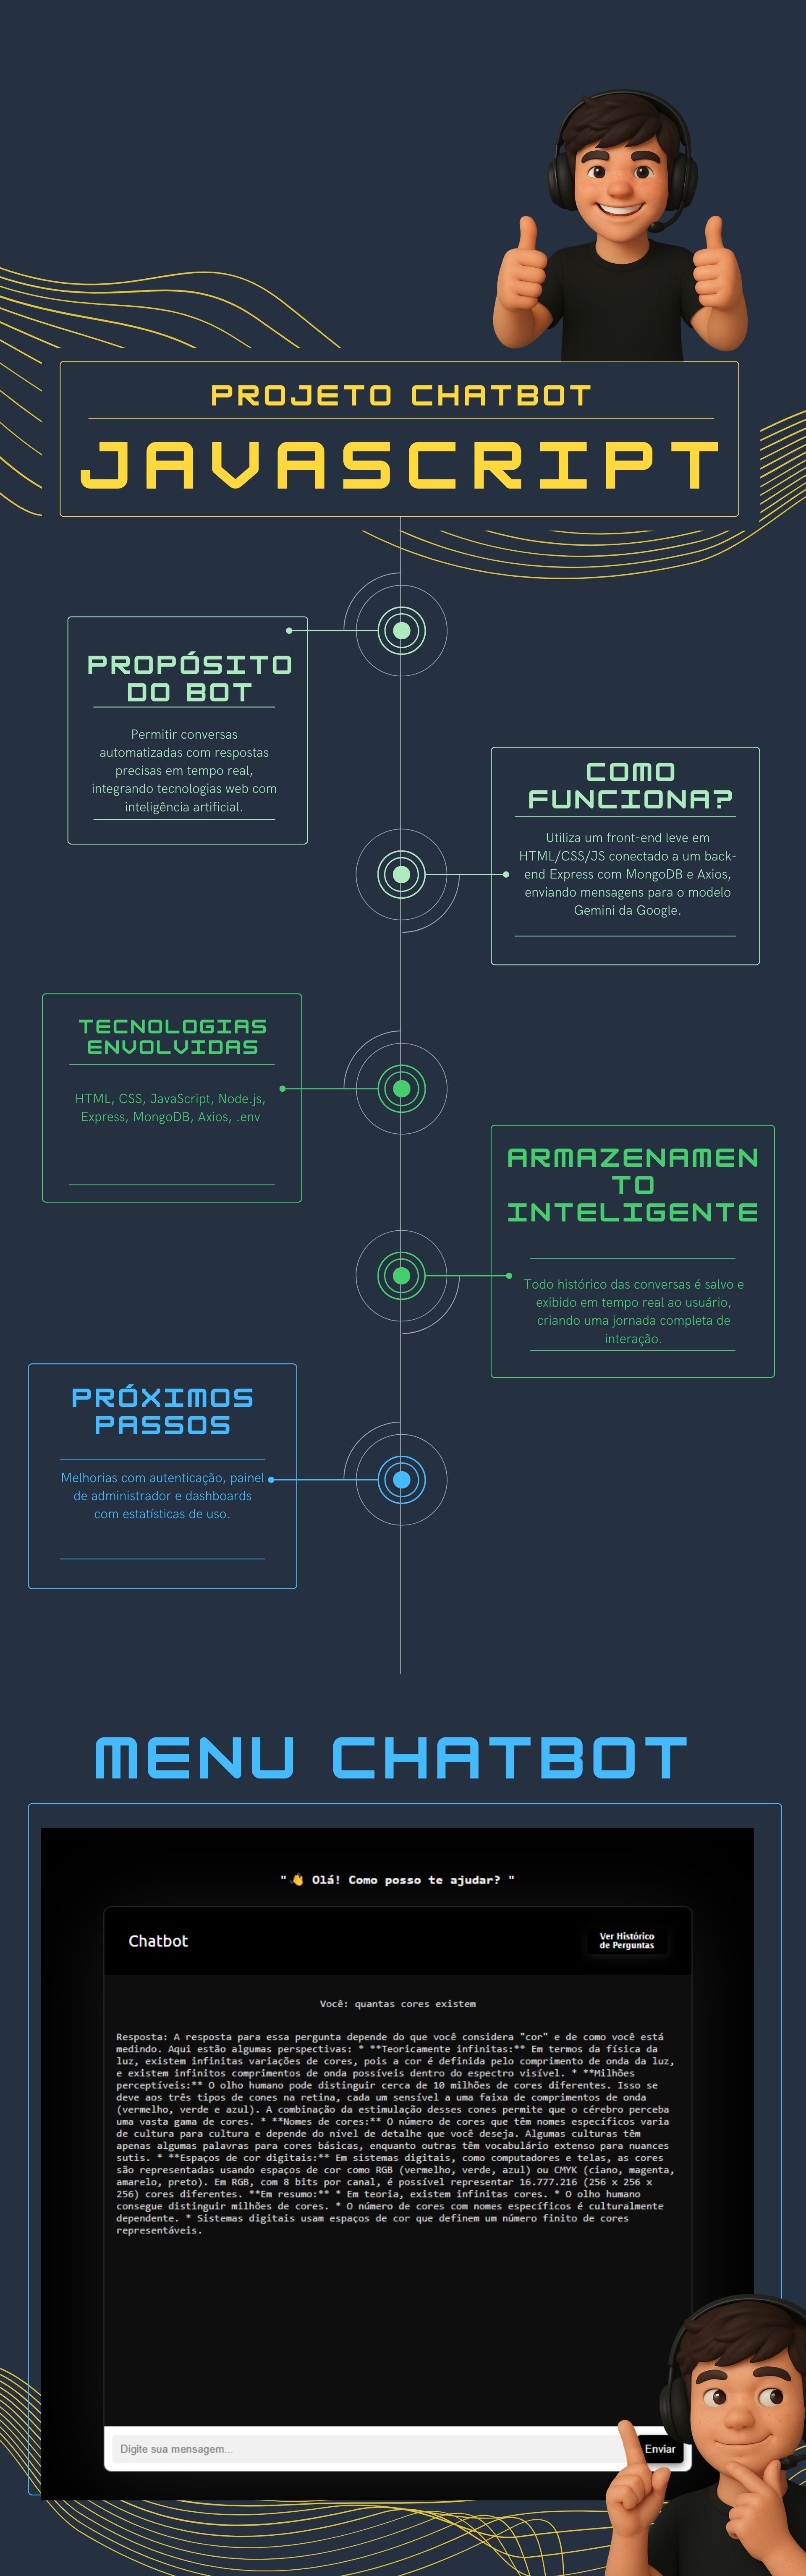 PROJETO CHATBOT
JAVASCRIPT
PROPÓSITO
DO BOT
Permitir conversas
automatizadas com respostas
precisas em tempo real,
integrando tecnologias web com
inteligência artificial.
COMO
FUNCIONA?
Utiliza um front-end leve em
HTML/CSS/JS conectado a um back-
end Express com MongoDB e Axios,
enviando mensagens para o modelo
Gemini da Google.
TECNOLOGIAS
ENVOLVIDAS
HTML, CSS, JavaScript, Node.js,
Express, MongoDB, Axios, .env
ARMAZENAMEN
TO
INTELIGENTE
Todo histórico das conversas é salvo e
exibido em tempo real ao usuário,
criando uma jornada completa de
interação.
PRÓXIMOS
PASSOS
Melhorias com autenticação, painel
de administrador e dashboards
com estatísticas de uso.
MENU CHATBOT
"👋 Olá! Como posso te ajudar? "
Chatbot
Ver Histórico
de Perguntas
Você: quantas cores existem
Resposta: A resposta para essa pergunta depende do que você considera "cor" e de como você está
medindo. Aqui estão algumas perspectivas: * **Teoricamente infinitas:** Em termos da física da
luz, existem infinitas variações de cores, pois a cor é definida pelo comprimento de onda da luz,
e existem infinitos comprimentos de onda possíveis dentro do espectro visível. * **Milhões
perceptíveis:** O olho humano pode distinguir cerca de 10 milhões de cores diferentes. Isso se
deve aos três tipos de cones na retina, cada um sensível a uma faixa de comprimentos de onda
(vermelho, verde e azul). A combinação da estimulação desses cones permite que o cérebro perceba
uma vasta gama de cores. * **Nomes de cores:** O número de cores que têm nomes específicos varia
de cultura para cultura e depende do nível de detalhe que você deseja. Algumas culturas têm
apenas algumas palavras para cores básicas, enquanto outras têm vocabulário extenso para nuances
sutis. * **Espaços de cor digitais:** Em sistemas digitais, como computadores e telas, as cores
são representadas usando espaços de cor como RGB (vermelho, verde, azul) ou CMYK (ciano, magenta,
amarelo, preto). Em RGB, com 8 bits por canal, é possível representar 16.777.216 (256 x 256 x
256) cores diferentes. **Em resumo:** * Em teoria, existem infinitas cores. * O olho humano
consegue distinguir milhões de cores. * O número de cores com nomes específicos é culturalmente
dependente. * Sistemas digitais usam espaços de cor que definem um número finito de cores
representáveis.
Digite sua mensagem...
Enviar